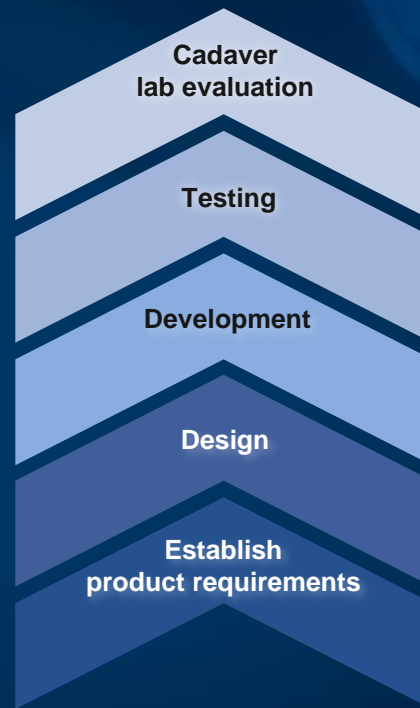 Cadaver
lab evaluation
Testing
Development
Design
Establish
product requirements